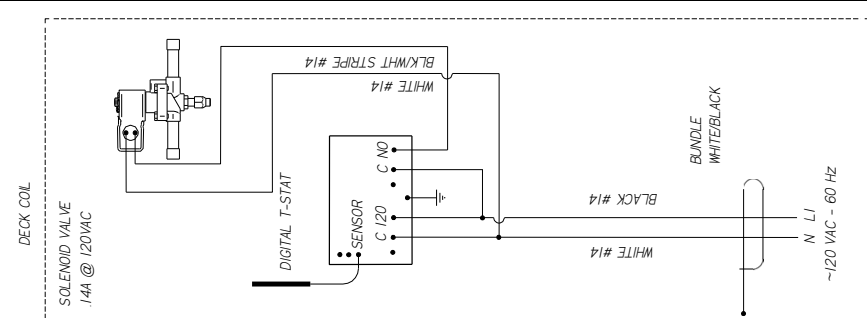 DECK COIL
SOLENOID VALVE
.14A @ 120VAC
BLK/WHT STRIPE #14
WHITE #14
DIGITAL T-STAT
SENSOR
C NO
C 120
BLACK #14
WHITE #14
BUNDLE
WHITE/BLACK
N L1
~120 VAC - 60 Hz